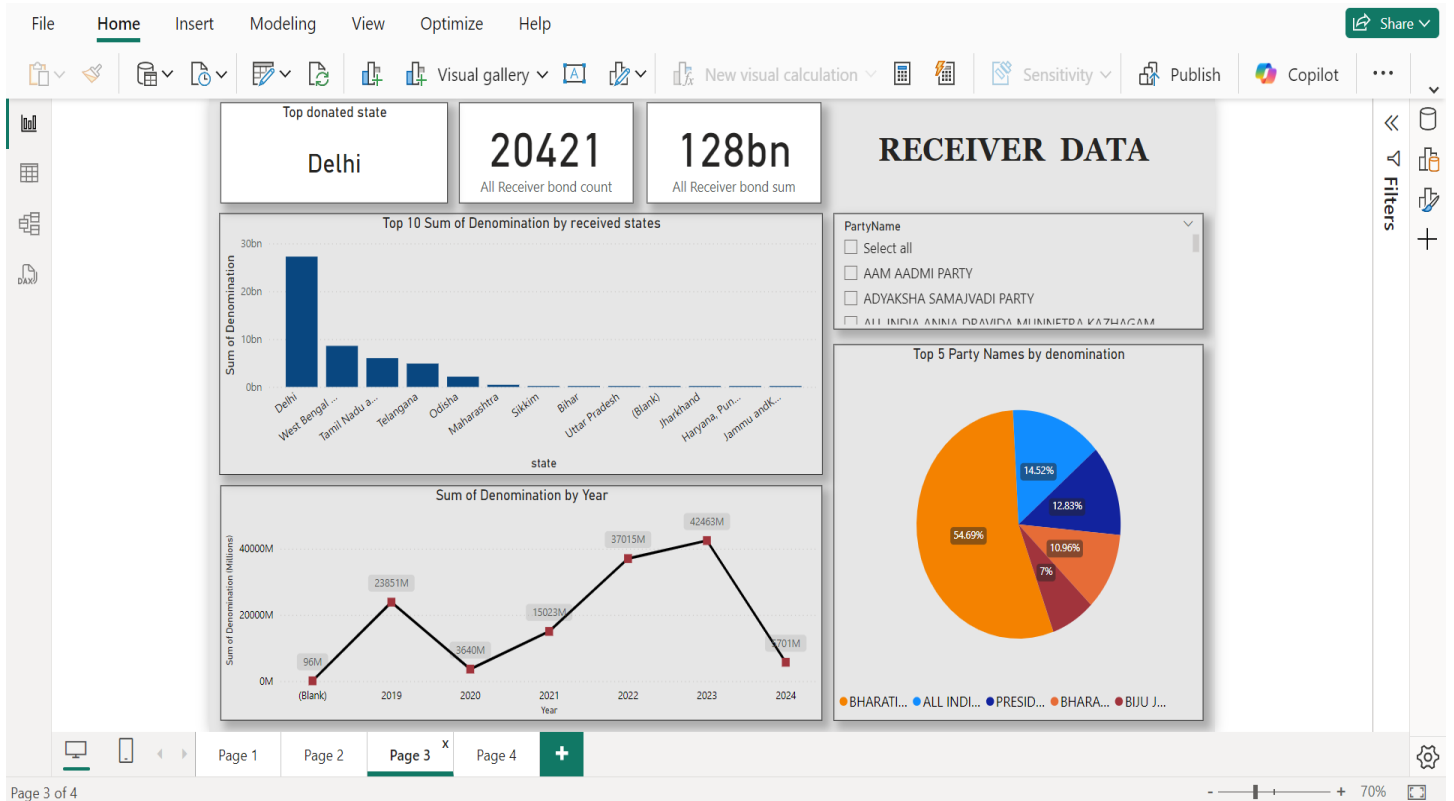 File Home Insert Modeling View Optimize Help Share
Visual gallery New visual calculation Sensitivity Publish Copilot ...
Top donated state
Delhi
20421
All Receiver bond count
128bn
All Receiver bond sum
RECEIVER DATA
Top 10 Sum of Denomination by received states
Sum of Denomination
30bn
20bn
10bn
0bn
Delhi West Bengal ... Tamil Nadu a... Telangana Odisha Maharashtra Sikkim Bihar Uttar Pradesh (Blank) Jharkhand Haryana, Pun... Jammu andK...
state
PartyName
Select all
AAM AADMI PARTY
ADYAKSHA SAMAJVADI PARTY
ALL INDIA ANNA DRAVIDA MUNNETRA KAZHAGAM
Sum of Denomination by Year
Sum of Denomination (Millions)
40000M
20000M
0M
96M
23851M
3640M
15023M
37015M
42463M
5701M
(Blank) 2019 2020 2021 2022 2023 2024
Year
Top 5 Party Names by denomination
14.52%
12.83%
54.69%
10.96%
7%
BHARATI... ALL INDI... PRESID... BHARA... BIJU J...
Filters
DAX
Page 1 Page 2 Page 3 x Page 4 +
Page 3 of 4
- + 70%